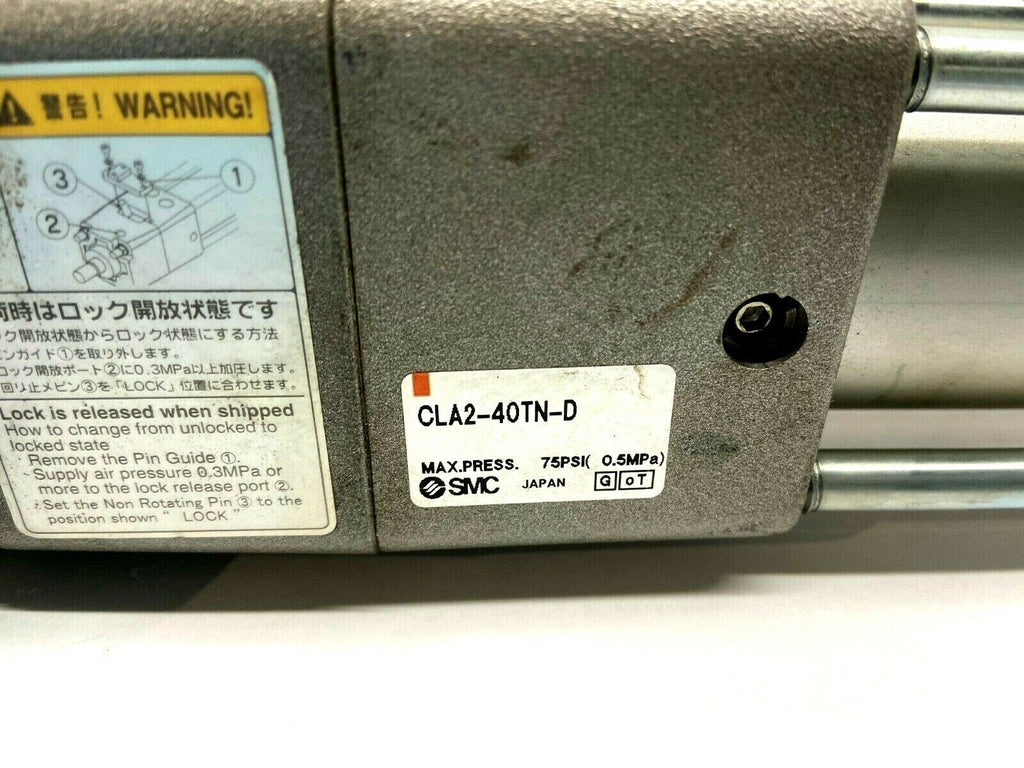 警告! WARNING!
③
①
②
時はロック開放状態です
ク開放状態からロック状態にする方法
ンガイド①を取り外します。
ロック開放ポート②に0.3MPa以上加圧します。
回り止メピン③を「LOCK」位置に合わせます。
Lock is released when shipped
How to change from unlocked to
locked state
Remove the Pin Guide ①.
Supply air pressure 0.3MPa or
more to the lock release port ②.
Set the Non Rotating Pin ③ to the
position shown " LOCK"
CLA2-40TN-D
MAX.PRESS. 75PSI( 0.5MPa)
SMC JAPAN G oT